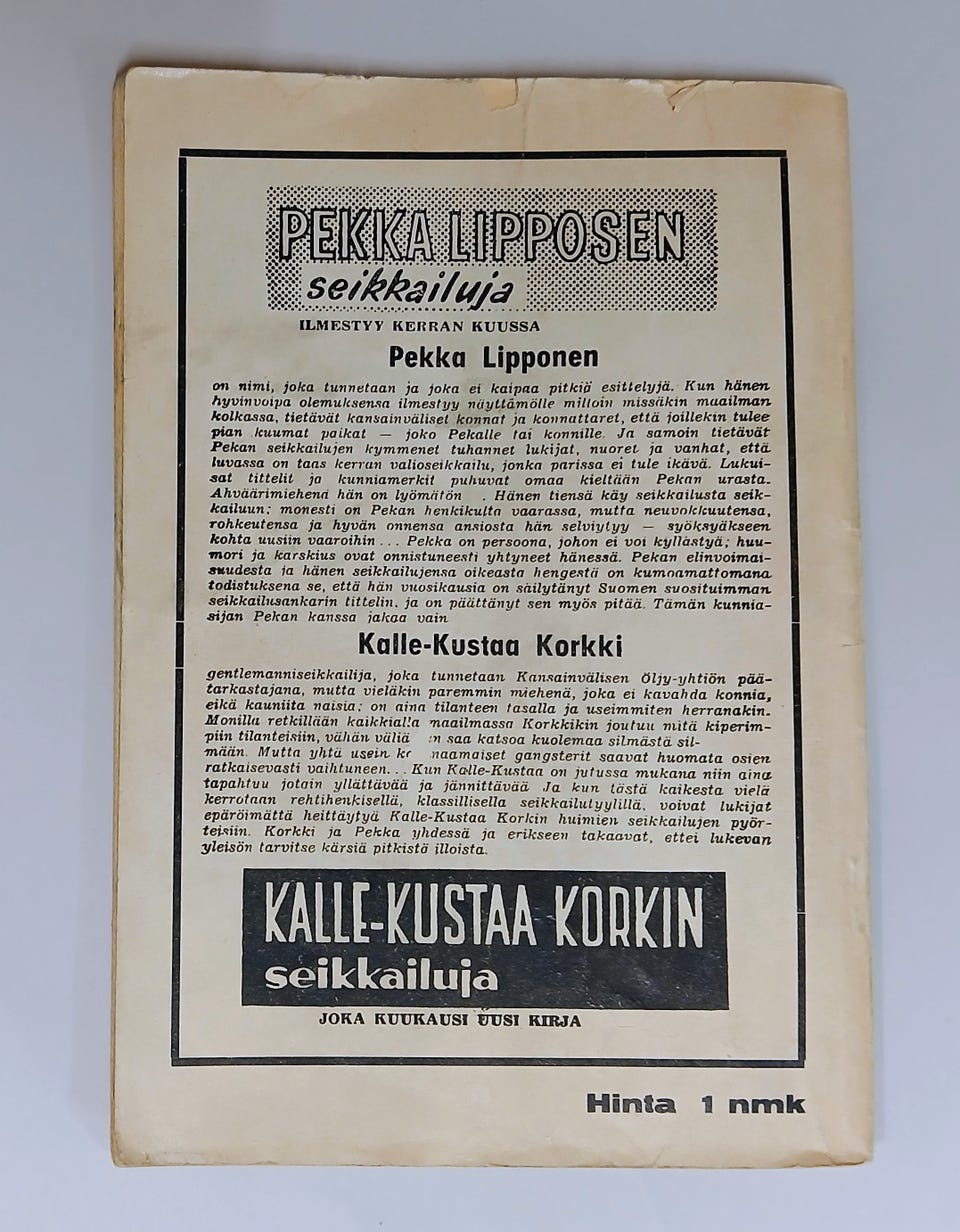 PEKKA LIPPOSEN
seikkailuja
ILMESTYY KERRAN KUUSSA
Pekka Lipponen
on nimi, joka tunnetaan ja joka ei kaipaa pitkiä esittelyjä. Kun hänen
hyvinvoipa olemuksensa ilmestyy näyttämölle milloin missäkin maailman
kolkassa, tietävät kansainväliset konnat ja konnattaret, että joillekin tulee
pian kuumat paikat — joko Pekalle tai konnille. Ja samoin tietävät
Pekan seikkailujen kymmenet tuhannet lukijat, nuoret ja vanhat, että
luvassa on taas kerran valioseikkailu, jonka parissa ei tule ikävä. Lukui-
sat tittelit ja kunniamerkit puhuvat omaa kieltään Pekan urasta.
Ahväärimiehenä hän on lyömätön . Hänen tiensä käy seikkailusta seik-
kailuun; monesti on Pekan henkikulta vaarassa, mutta neuvokkuutensa,
rohkeutensa ja hyvän onnensa ansiosta hän selviytyy — syöksyäkseen
kohta uusiin vaaroihin ... Pekka on persoona, johon ei voi kyllästyä; huu-
mori ja karskius ovat onnistuneesti yhtyneet hänessä. Pekan elinvoimai-
suudesta ja hänen seikkailujensa oikeasta hengestä on kumoamattomana
todistuksena se, että hän vuosikausia on säilytänyt Suomen suosituimman
seikkailusankarin tittelin, ja on päättänyt sen myös pitää. Tämän kunnia-
sijan Pekan kanssa jakaa vain
Kalle-Kustaa Korkki
gentlemanniseikkailija, joka tunnetaan Kansainvälisen Öljy-yhtiön pää-
tarkastajana, mutta vieläkin paremmin miehenä, joka ei kavahda konnia,
eikä kauniita naisia; on aina tilanteen tasalla ja useimmiten herranakin.
Monilla retkillään kaikkialla maailmassa Korkkikin joutuu mitä kiperim-
piin tilanteisiin, vähän väliä saa katsoa kuolemaa silmästä sil-
mään. Mutta yhtä usein naamaiset gangsterit saavat huomata osien
ratkaisevasti vaihtuneen... Kun Kalle-Kustaa on jutussa mukana niin aina
tapahtuu jotain yllättävää ja jännittävää Ja kun tästä kaikesta vielä
kerrotaan rehtihenkisellä, klassillisella seikkailutyylillä, voivat lukijat
epäröimättä heittäytyä Kalle-Kustaa Korkin huimien seikkailujen pyör-
teisiin. Korkki ja Pekka yhdessä ja erikseen takaavat, ettei lukevan
yleisön tarvitse kärsiä pitkistä illoista.
KALLE-KUSTAA KORKIN
seikkailuja
JOKA KUUKAUSI UUSI KIRJA
Hinta 1 nmk